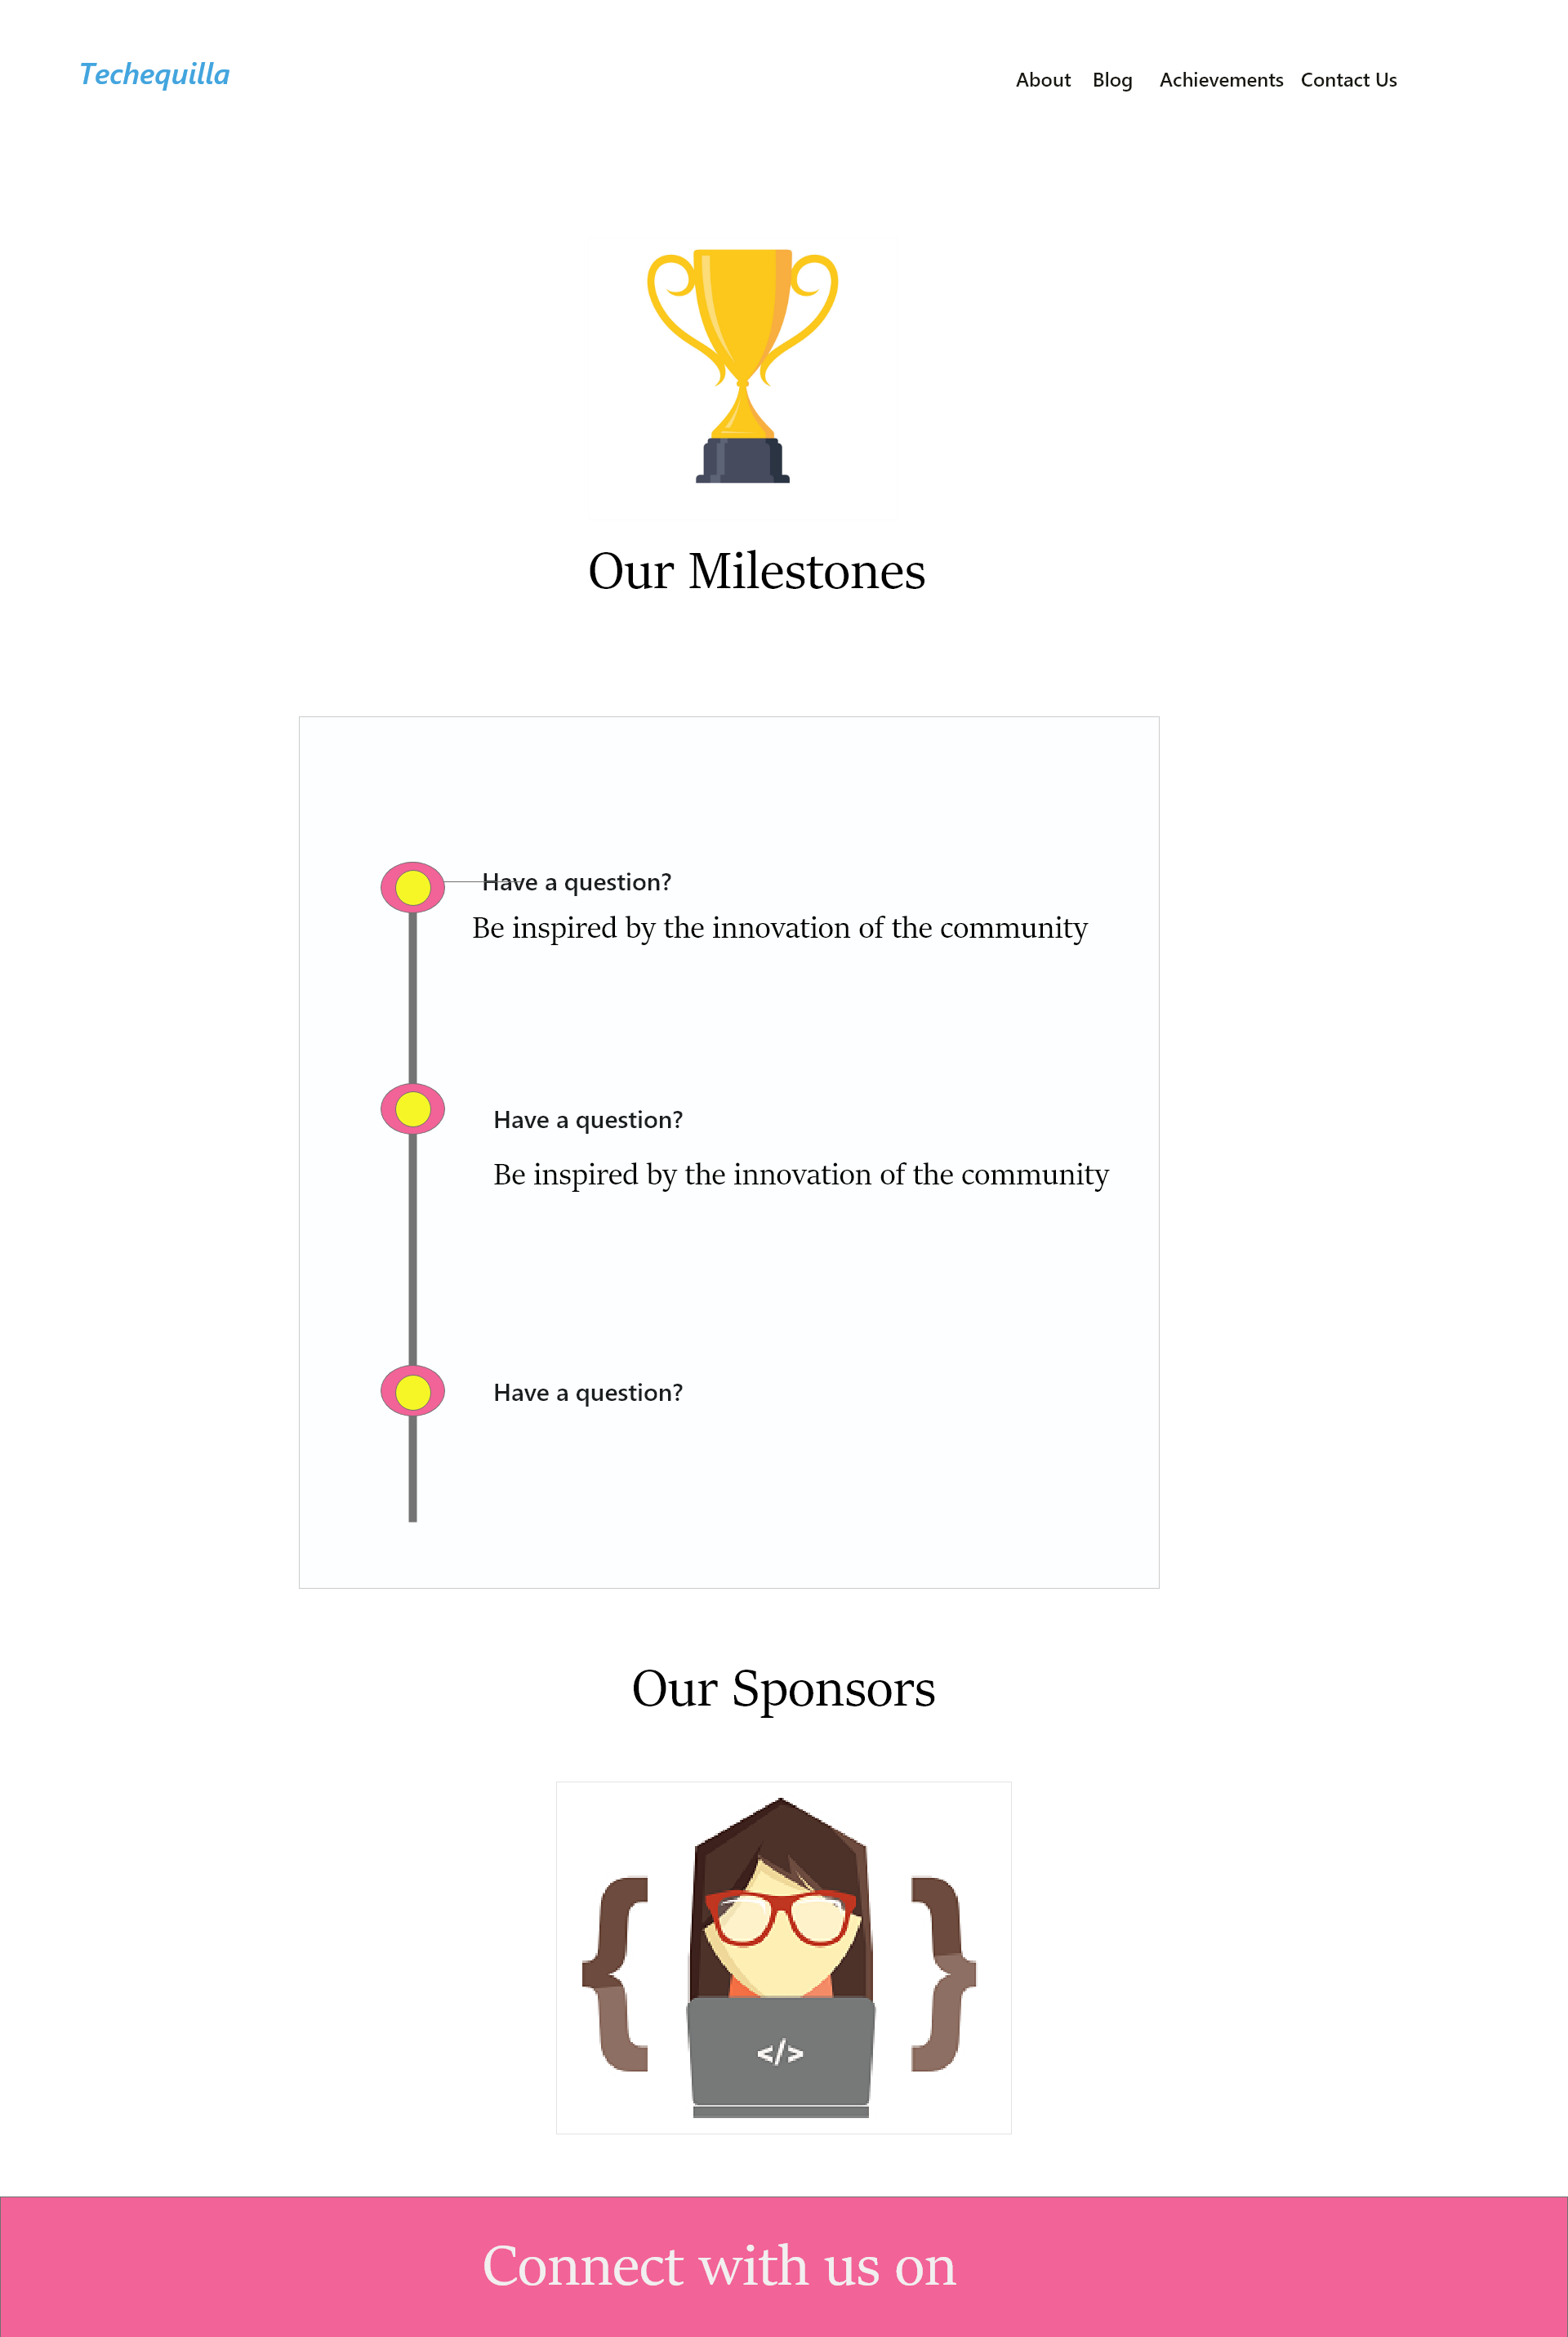 Techequilla
About Blog Achievements Contact Us
Our Milestones
Have a question?
Be inspired by the innovation of the community
Have a question?
Be inspired by the innovation of the community
Have a question?
Our Sponsors
</>
Connect with us on